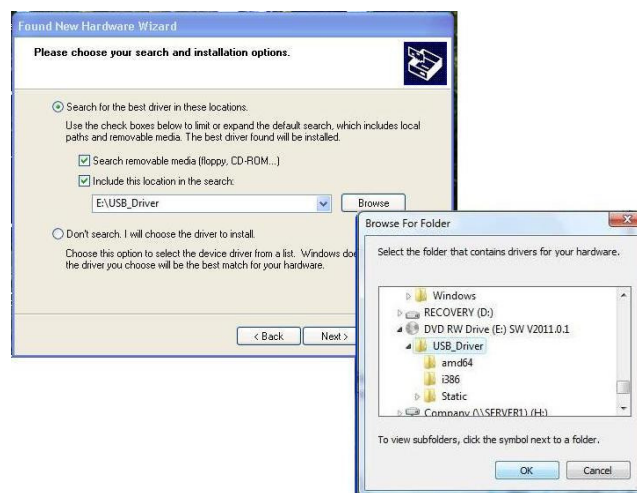 Found New Hardware Wizard
Please choose your search and installation options.
Search for the best driver in these locations.
Use the check boxes below to limit or expand the default search, which includes local
paths and removable media. The best driver found will be installed.
Search removable media (floppy, CD-ROM...)
Include this location in the search:
E:\USB_Driver
Browse
Don't search. I will choose the driver to install.
Choose this option to select the device driver from a list. Windows do
the driver you choose will be the best match for your hardware.
< Back
Next >
Browse For Folder
Select the folder that contains drivers for your hardware.
Windows
RECOVERY (D:)
DVD RW Drive (E:) SW V2011.0.1
USB_Driver
amd64
i386
Static
Company (\\SERVER1) (H:)
To view subfolders, click the symbol next to a folder.
OK
Cancel